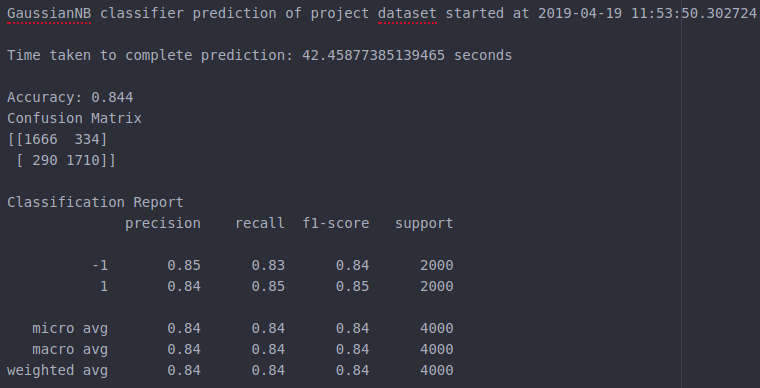 GaussianNB classifier prediction of project dataset started at 2019-04-19 11:53:50.302724
Time taken to complete prediction: 42.45877385139465 seconds
Accuracy: 0.844
Confusion Matrix
[[1666  334]
 [ 290 1710]]
Classification Report
              precision    recall  f1-score   support
          -1       0.85      0.83      0.84      2000
           1       0.84      0.85      0.85      2000
   micro avg       0.84      0.84      0.84      4000
   macro avg       0.84      0.84      0.84      4000
weighted avg       0.84      0.84      0.84      4000